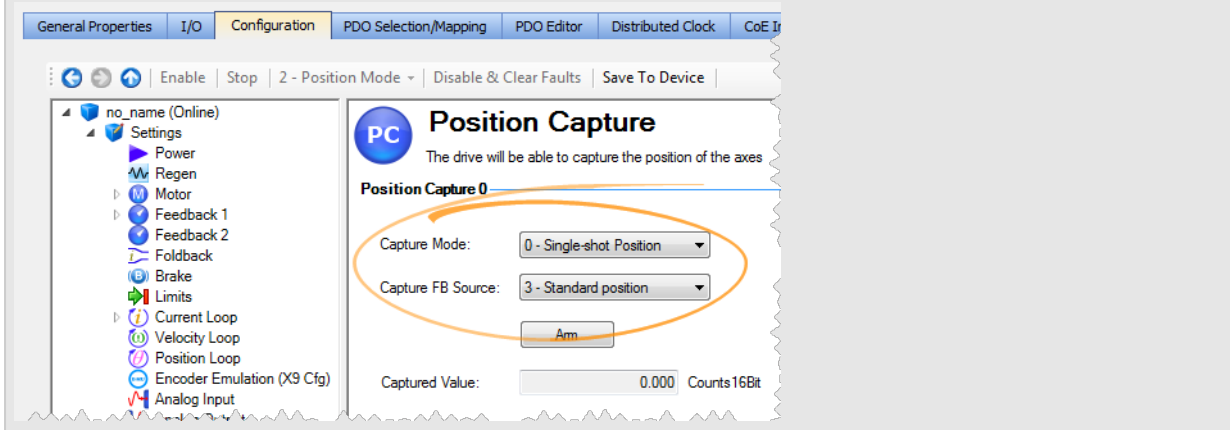 General Properties I/O Configuration PDO Selection/Mapping PDO Editor Distributed Clock CoE
Enable Stop 2 - Position Mode Disable & Clear Faults Save To Device
no_name (Online)
Settings
Power
Regen
Motor
Feedback 1
Feedback 2
Foldback
Brake
Limits
Current Loop
Velocity Loop
Position Loop
Encoder Emulation (X9 Cfg)
Analog Input
PC
Position Capture
The drive will be able to capture the position of the axes
Position Capture 0
Capture Mode: 0 - Single-shot Position
Capture FB Source: 3 - Standard position
Arm
Captured Value: 0.000 Counts16Bit